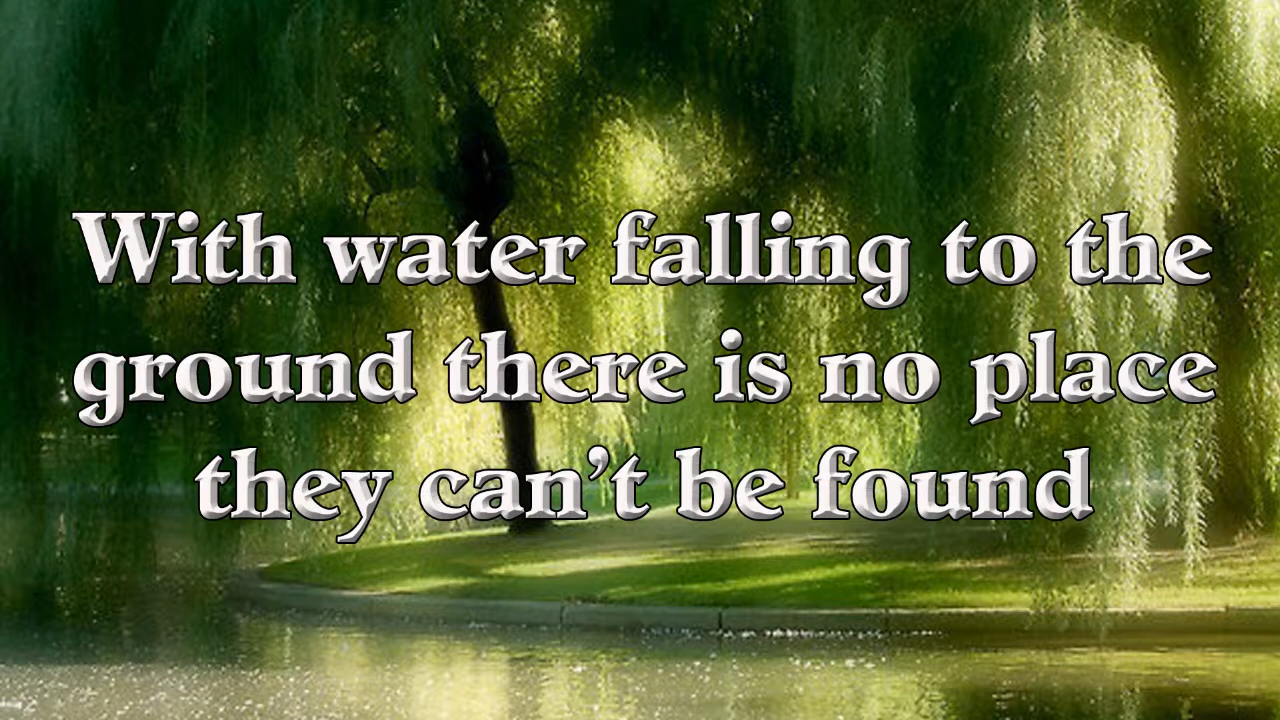 With water falling to the
ground there is no place
they can’t be found